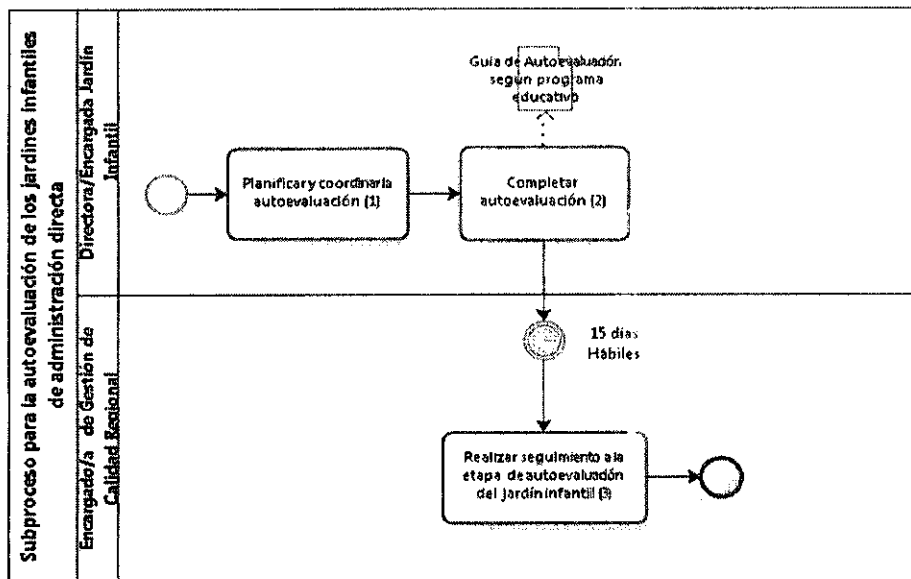 Subproceso para la autoevaluación de los jardines infantiles
de administración directa
Directora/Encargada Jardín
Infantil
Guía de Autoevaluación
según programa
educativo
Planificar y coordinar la
autoevaluación (1)
Completar
autoevaluación (2)
Encargado/a de Gestión de
Calidad Regional
15 días
Hábiles
Realizar seguimiento a la
etapa de autoevaluación
del jardín infantil (3)